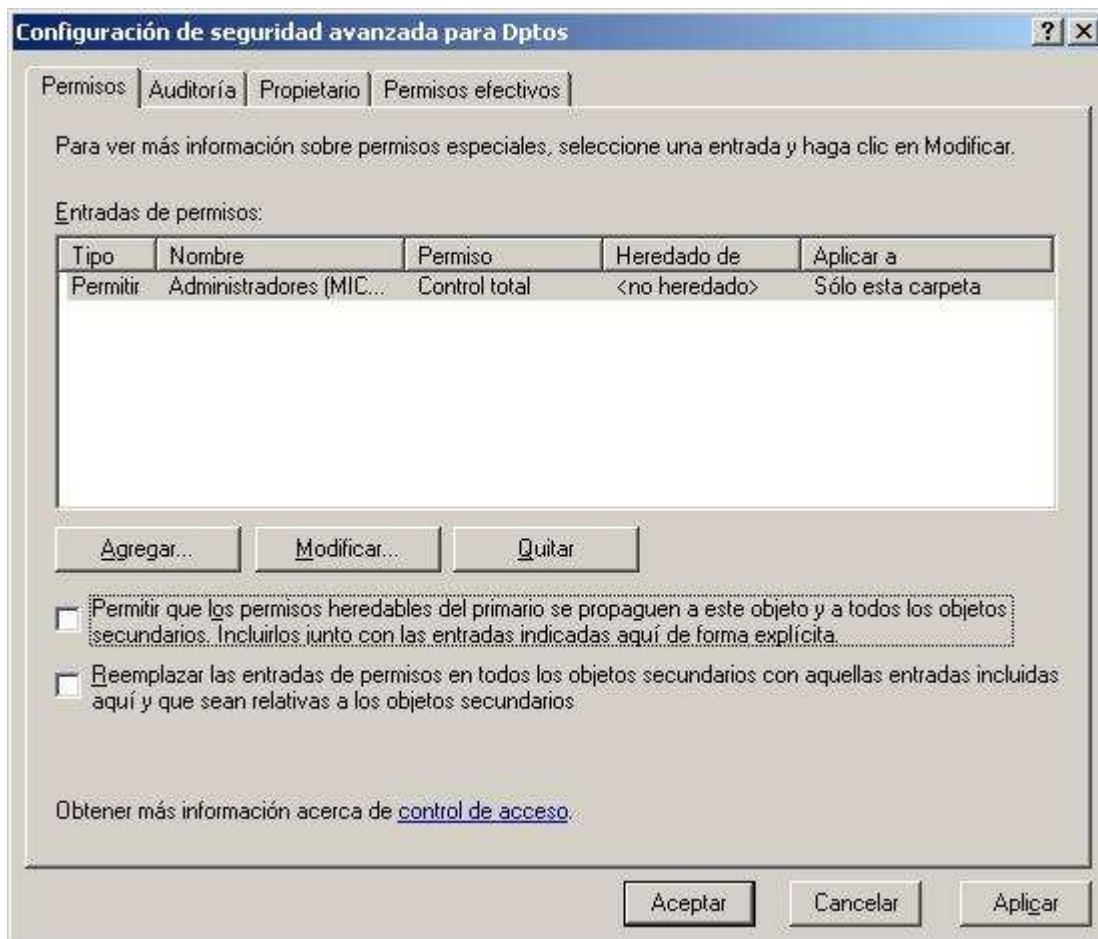 Configuración de seguridad avanzada para Dptos
Permisos Auditoría Propietario Permisos efectivos
Para ver más información sobre permisos especiales, seleccione una entrada y haga clic en Modificar.
Entradas de permisos:
Tipo Nombre Permiso Heredado de Aplicar a
Permitir Administradores (MIC... Control total <no heredado> Sólo esta carpeta
Agregar... Modificar... Quitar
Permitir que los permisos heredables del primario se propaguen a este objeto y a todos los objetos
secundarios. Incluirlos junto con las entradas indicadas aquí de forma explícita.
Reemplazar las entradas de permisos en todos los objetos secundarios con aquellas entradas incluidas
aquí y que sean relativas a los objetos secundarios
Obtener más información acerca de control de acceso.
Aceptar Cancelar Aplicar